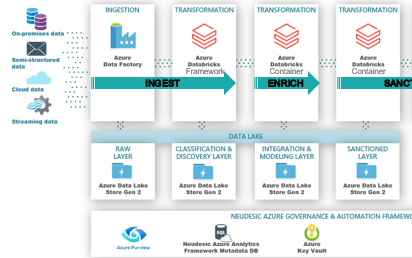 INGESTION
TRANSFORMATION
TRANSFORMATION
TRANSFORMATION
On-premises data
Semi-structured
data
Cloud data
Streaming data
Azure
Data Factory
Azure
Databricks
Framework
Azure
Databricks
Container
Azure
Databricks
Container
INGEST
ENRICH
SANCT
DATA LAKE
RAW
LAYER
CLASSIFICATION &
DISCOVERY LAYER
INTEGRATION &
MODELING LAYER
SANCTIONED
LAYER
Azure Data Lake
Store Gen 2
Azure Data Lake
Store Gen 2
Azure Data Lake
Store Gen 2
Azure Data Lake
Store Gen 2
NEUDESIC AZURE GOVERNANCE & AUTOMATION FRAMEWO
Azure Purview
SQL
Neudesic Azure Analytics
Framework Metadata DB
Azure
Key Vault